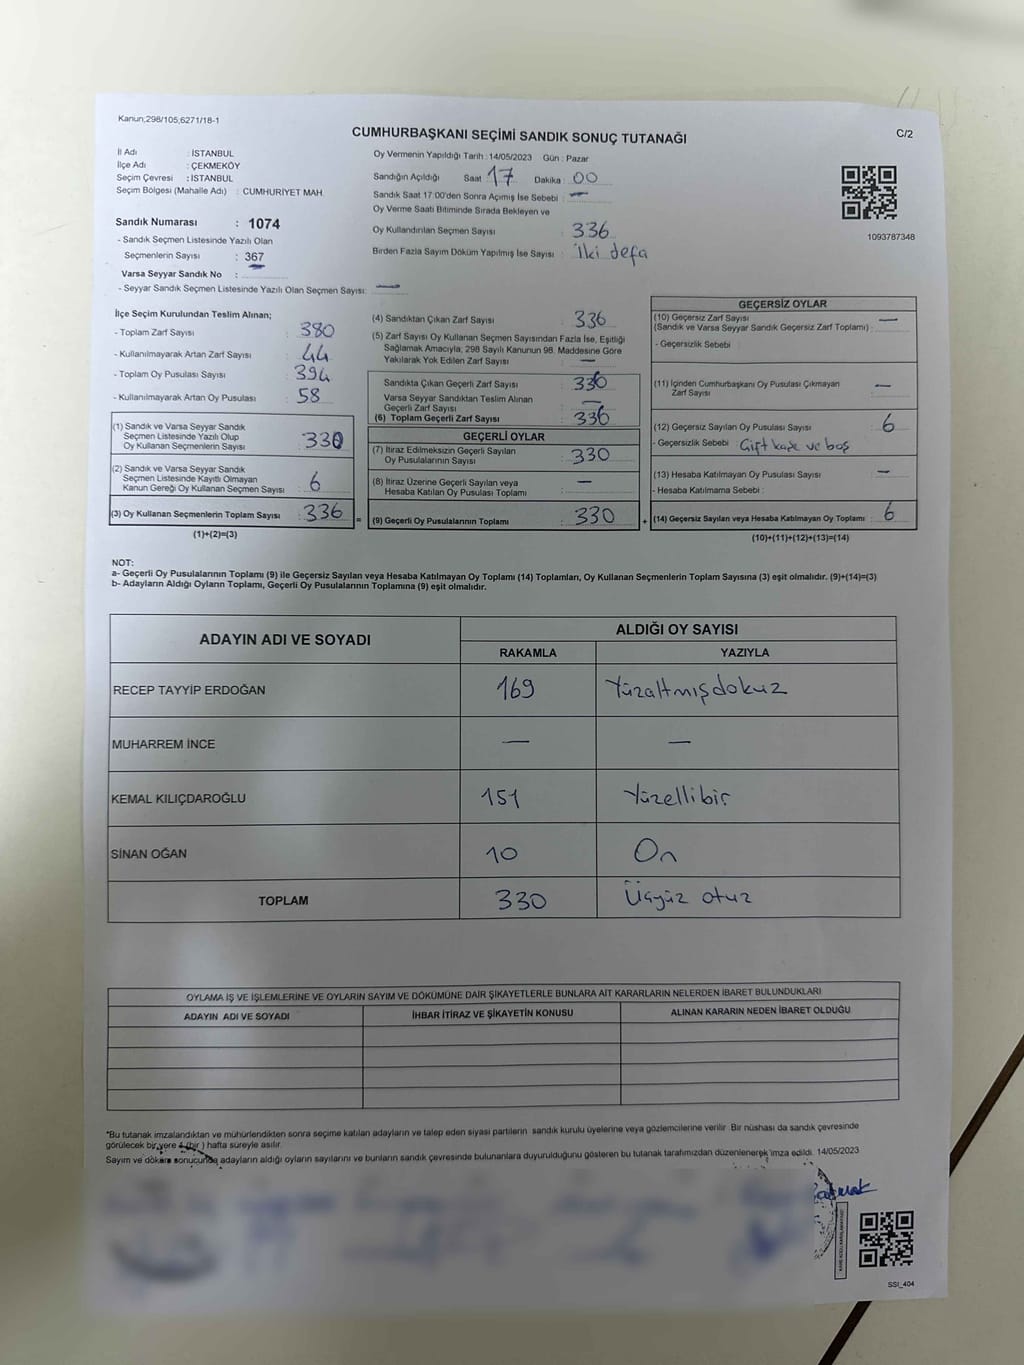 Kanun;298/105;6271/18-1
CUMHURBAŞKANI SEÇİMİ SANDIK SONUÇ TUTANAĞI
C/2
İl Adı : İSTANBUL
İlçe Adı : ÇEKMEKÖY
Seçim Çevresi : İSTANBUL
Seçim Bölgesi (Mahalle Adı) : CUMHURİYET MAH.
Sandık Numarası : 1074
- Sandık Seçmen Listesinde Yazılı Olan
Seçmenlerin Sayısı : 367
Varsa Seyyar Sandık No :
- Seyyar Sandık Seçmen Listesinde Yazılı Olan Seçmen Sayısı: —
Oy Vermenin Yapıldığı Tarih : 14/05/2023 Gün : Pazar
Sandığın Açıldığı Saat 17 Dakika : 00
Sandık Saat 17:00'den Sonra Açımış İse Sebebi : —
Oy Verme Saati Bitiminde Sırada Bekleyen ve
Oy Kullandırılan Seçmen Sayısı : 336
Birden Fazla Sayım Döküm Yapılmış İse Sayısı : İlki defa
1093787348
İlçe Seçim Kurulundan Teslim Alınan;
- Toplam Zarf Sayısı : 380
- Kullanılmayarak Artan Zarf Sayısı : 44
- Toplam Oy Pusulası Sayısı : 394
- Kullanılmayarak Artan Oy Pusulası : 58
(1) Sandık ve Varsa Seyyar Sandık
Seçmen Listesinde Yazılı Olup
Oy Kullanan Seçmenlerin Sayısı : 330
(2) Sandık ve Varsa Seyyar Sandık
Seçmen Listesinde Kayıtlı Olmayan
Kanun Gereği Oy Kullanan Seçmen Sayısı : 6
(3) Oy Kullanan Seçmenlerin Toplam Sayısı : 336
(1)+(2)=(3)
(4) Sandıktan Çıkan Zarf Sayısı : 336
(5) Zarf Sayısı Oy Kullanan Seçmen Sayısından Fazla İse, Eşitliği
Sağlamak Amacıyla, 298 Sayılı Kanunun 98. Maddesine Göre
Yakılarak Yok Edilen Zarf Sayısı : —
Sandıkta Çıkan Geçerli Zarf Sayısı : 336
Varsa Seyyar Sandıktan Teslim Alınan
Geçerli Zarf Sayısı : —
(6) Toplam Geçerli Zarf Sayısı : 336
GEÇERLİ OYLAR
(7) İtiraz Edilmeksizin Geçerli Sayılan
Oy Pusulalarının Sayısı : 330
(8) İtiraz Üzerine Geçerli Sayılan veya
Hesaba Katılan Oy Pusulası Toplamı : —
= (9) Geçerli Oy Pusulalarının Toplamı : 330
GEÇERSİZ OYLAR
(10) Geçersiz Zarf Sayısı
(Sandık ve Varsa Seyyar Sandık Geçersiz Zarf Toplamı) : —
- Geçersizlik Sebebi :
(11) İçinden Cumhurbaşkanı Oy Pusulası Çıkmayan
Zarf Sayısı : —
(12) Geçersiz Sayılan Oy Pusulası Sayısı : 6
- Geçersizlik Sebebi : Çift kaşe ve boş
(13) Hesaba Katılmayan Oy Pusulası Sayısı : —
- Hesaba Katılmama Sebebi :
+ (14) Geçersiz Sayılan veya Hesaba Katılmayan Oy Toplamı : 6
(10)+(11)+(12)+(13)=(14)
NOT:
a- Geçerli Oy Pusulalarının Toplamı (9) ile Geçersiz Sayılan veya Hesaba Katılmayan Oy Toplamı (14) Toplamları, Oy Kullanan Seçmenlerin Toplam Sayısına (3) eşit olmalıdır. (9)+(14)=(3)
b- Adayların Aldığı Oyların Toplamı, Geçerli Oy Pusulalarının Toplamına (9) eşit olmalıdır.
ADAYIN ADI VE SOYADI ALDIĞI OY SAYISI
RAKAMLA YAZIYLA
RECEP TAYYİP ERDOĞAN 169 Yüzaltmışdokuz
MUHARREM İNCE — —
KEMAL KILIÇDAROĞLU 151 Yüzellibir
SİNAN OĞAN 10 On
TOPLAM 330 Üçyüz otuz
OYLAMA İŞ VE İŞLEMLERİNE VE OYLARIN SAYIM VE DÖKÜMÜNE DAİR ŞİKAYETLERLE BUNLARA AİT KARARLARIN NELERDEN İBARET BULUNDUKLARI
ADAYIN ADI VE SOYADI İHBAR İTİRAZ VE ŞİKAYETİN KONUSU ALINAN KARARIN NEDEN İBARET OLDUĞU
*Bu tutanak imzalandıktan ve mühürlendikten sonra seçime katılan adayların ve talep eden siyasi partilerin sandık kurulu üyelerine veya gözlemcilerine verilir. Bir nüshası da sandık çevresinde
görülecek bir yere 1 (bir ) hafta süreyle asılır.
Sayım ve döküm sonucunda adayların aldığı oyların sayılarını ve bunların sandık çevresinde bulunanlara duyurulduğunu gösteren bu tutanak tarafımızdan düzenlenerek imza edildi. 14/05/2023
SSI_404